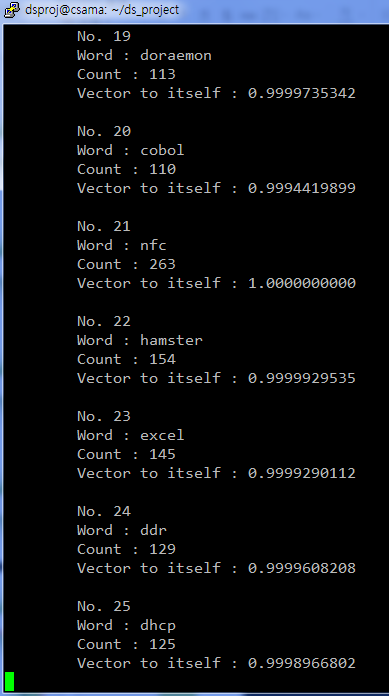 dsproj@csama: ~/ds_project
No. 19
Word : doraemon
Count : 113
Vector to itself : 0.9999735342
No. 20
Word : cobol
Count : 110
Vector to itself : 0.9994419899
No. 21
Word : nfc
Count : 263
Vector to itself : 1.0000000000
No. 22
Word : hamster
Count : 154
Vector to itself : 0.9999929535
No. 23
Word : excel
Count : 145
Vector to itself : 0.9999290112
No. 24
Word : ddr
Count : 129
Vector to itself : 0.9999608208
No. 25
Word : dhcp
Count : 125
Vector to itself : 0.9998966802